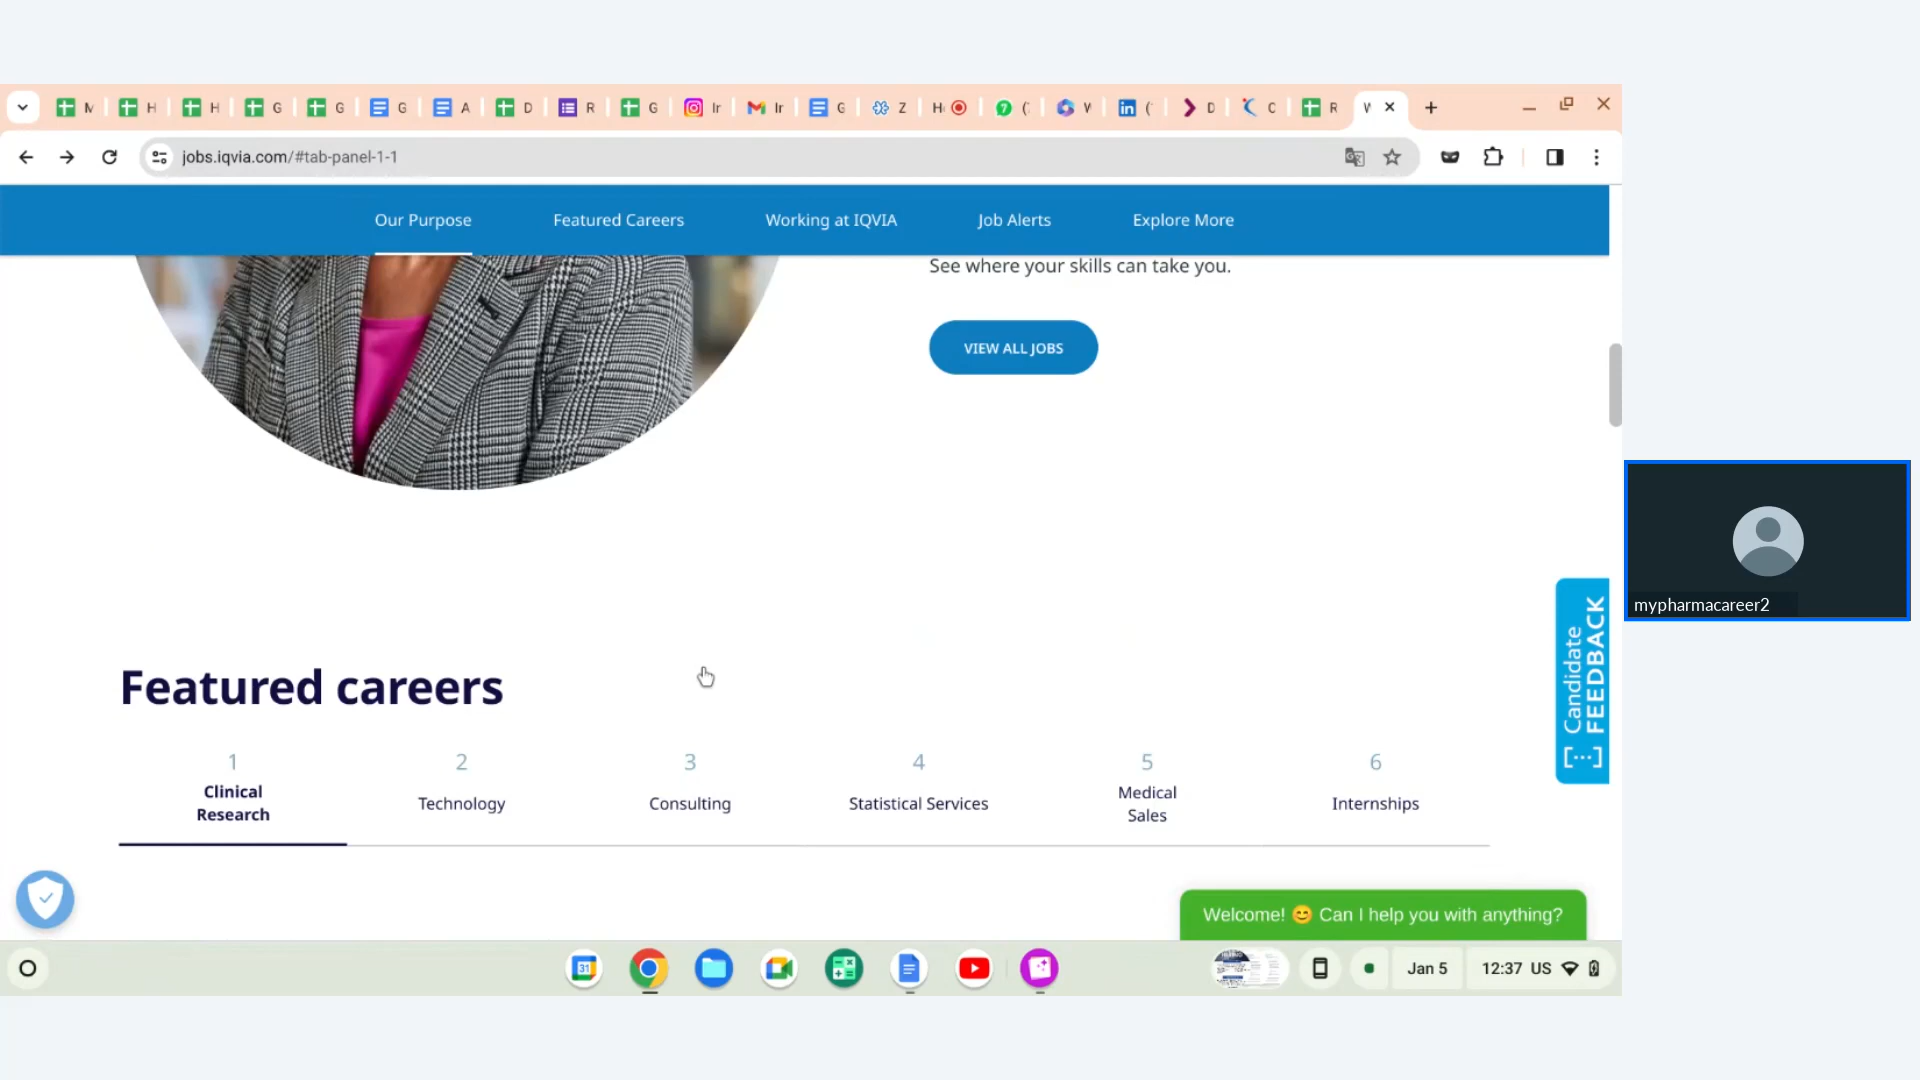 M H H G G G A D R G Ir Ir G Z H ( V ( D C R V
jobs.iqvia.com/#tab-panel-1-1
Our Purpose Featured Careers Working at IQVIA Job Alerts Explore More
See where your skills can take you.
VIEW ALL JOBS
mypharmacareer2
Candidate
FEEDBACK
[...]
Featured careers
1 2 3 4 5 6
Clinical
Research
Technology
Consulting
Statistical Services
Medical
Sales
Internships
Welcome! 😊 Can I help you with anything?
31
Jan 5
12:37 US